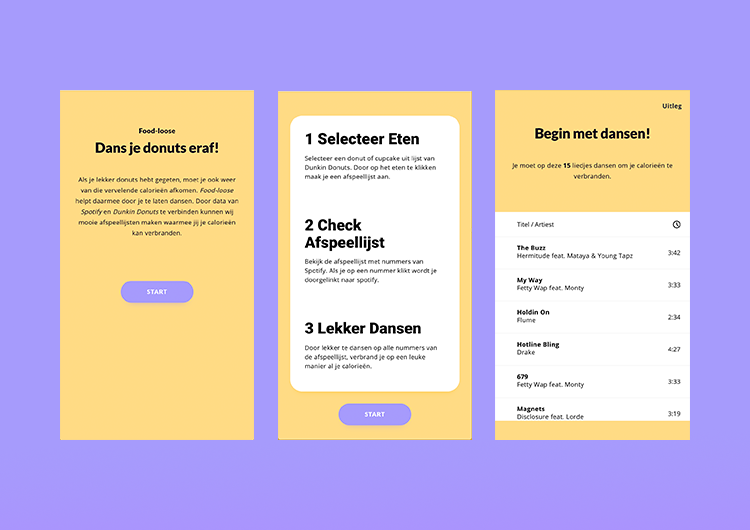 Food-loose
Dans je donuts eraf!
Als je lekker donuts hebt gegeten, moet je ook weer
van die vervelende calorieën afkomen. Food-loose
helpt daarmee door je te laten dansen. Door data van
Spotify en Dunkin Donuts te verbinden kunnen wij
mooie afspeellijsten maken waarmee jij je calorieën
kan verbranden.
START
1 Selecteer Eten
Selecteer een donut of cupcake uit lijst van
Dunkin Donuts. Door op het eten te klikken
maak je een afspeellijst aan.
2 Check
Afspeellijst
Bekijk de afspeellijst met nummers van
Spotify. Als je op een nummer klikt wordt je
doorgelinkt naar spotify.
3 Lekker Dansen
Door lekker te dansen op alle nummers van
de afspeellijst, verbrand je op een leuke
manier al je calorieën.
START
Uitleg
Begin met dansen!
Je moet op deze 15 liedjes dansen om je calorieën te
verbranden.
Titel / Artiest
The Buzz
Hermitude feat. Mataya & Young Tapz 3:42
My Way
Fetty Wap feat. Monty 3:33
Holdin On
Flume 2:34
Hotline Bling
Drake 4:27
679
Fetty Wap feat. Monty 3:33
Magnets
Disclosure feat. Lorde 3:19